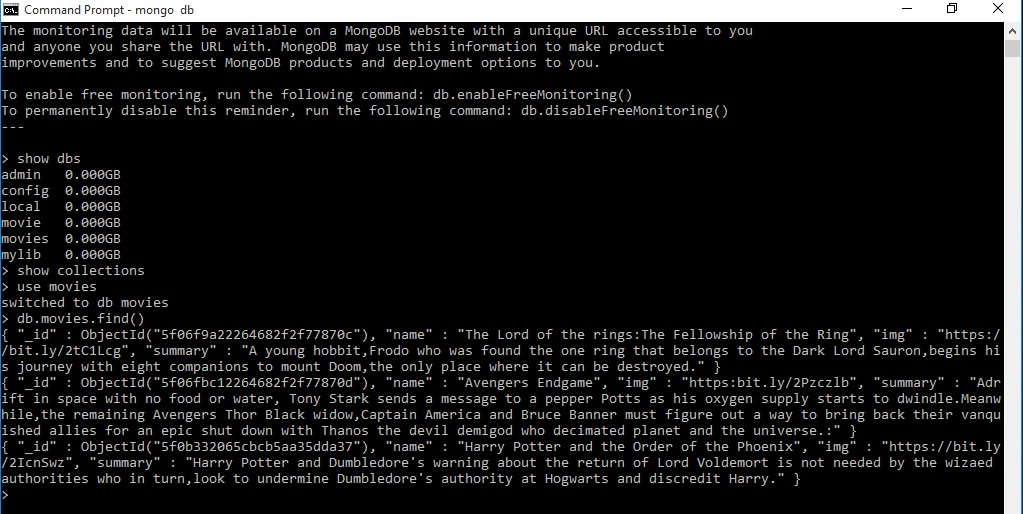 Command Prompt - mongo  db
The monitoring data will be available on a MongoDB website with a unique URL accessible to you
and anyone you share the URL with. MongoDB may use this information to make product
improvements and to suggest MongoDB products and deployment options to you.
To enable free monitoring, run the following command: db.enableFreeMonitoring()
To permanently disable this reminder, run the following command: db.disableFreeMonitoring()
---
> show dbs
admin   0.000GB
config  0.000GB
local   0.000GB
movie   0.000GB
movies  0.000GB
mylib   0.000GB
> show collections
> use movies
switched to db movies
> db.movies.find()
{ "_id" : ObjectId("5f06f9a22264682f2f77870c"), "name" : "The Lord of the rings:The Fellowship of the Ring", "img" : "https:/
/bit.ly/2tC1Lcg", "summary" : "A young hobbit,Frodo who was found the one ring that belongs to the Dark Lord Sauron,begins hi
s journey with eight companions to mount Doom,the only place where it can be destroyed." }
{ "_id" : ObjectId("5f06fbc12264682f2f77870d"), "name" : "Avengers Endgame", "img" : "https:bit.ly/2Pzczlb", "summary" : "Adr
ift in space with no food or water, Tony Stark sends a message to a pepper Potts as his oxygen supply starts to dwindle.Meanw
hile,the remaining Avengers Thor Black widow,Captain America and Bruce Banner must figure out a way to bring back their vanqu
ished allies for an epic shut down with Thanos the devil demigod who decimated planet and the universe.:" }
{ "_id" : ObjectId("5f0b332065cbcb5aa35dda37"), "name" : "Harry Potter and the Order of the Phoenix", "img" : "https://bit.ly
/2IcnSwz", "summary" : "Harry Potter and Dumbledore's warning about the return of Lord Voldemort is not needed by the wizaed
authorities who in turn,look to undermine Dumbledore's authority at Hogwarts and discredit Harry." }
>